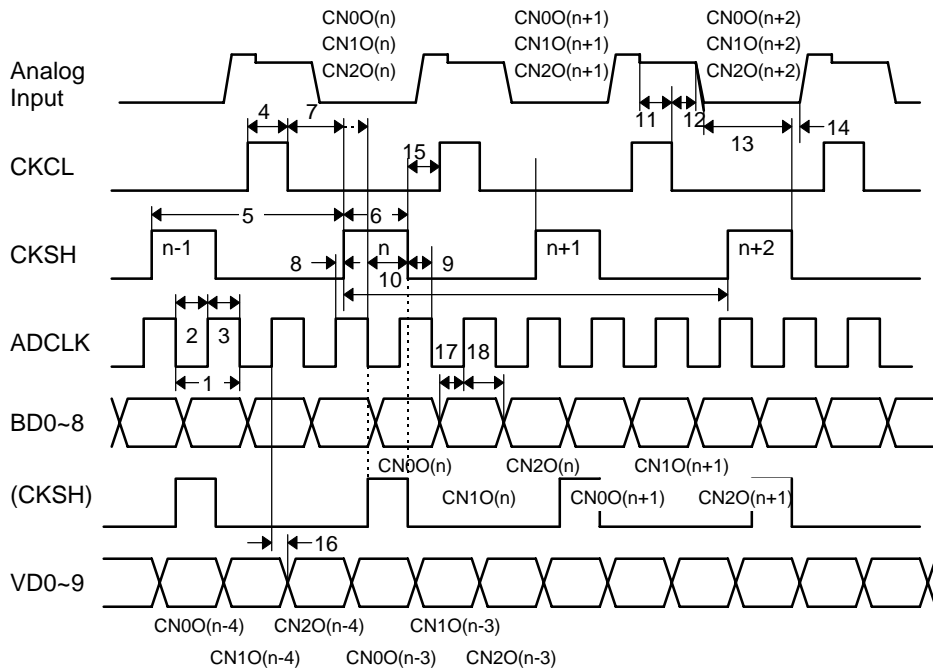 CN0O(n) CN0O(n+1) CN0O(n+2)
CN1O(n) CN1O(n+1) CN1O(n+2)
CN2O(n) CN2O(n+1) CN2O(n+2)
Analog
Input
4 7 11 12 13 14
CKCL
15
5 6
CKSH
n-1 n n+1 n+2
8 9
10
ADCLK
2 3 17 18
1
BD0~8
CN0O(n) CN2O(n) CN1O(n+1)
(CKSH)
CN1O(n) CN0O(n+1) CN2O(n+1)
16
VD0~9
CN0O(n-4) CN2O(n-4) CN1O(n-3)
CN1O(n-4) CN0O(n-3) CN2O(n-3)